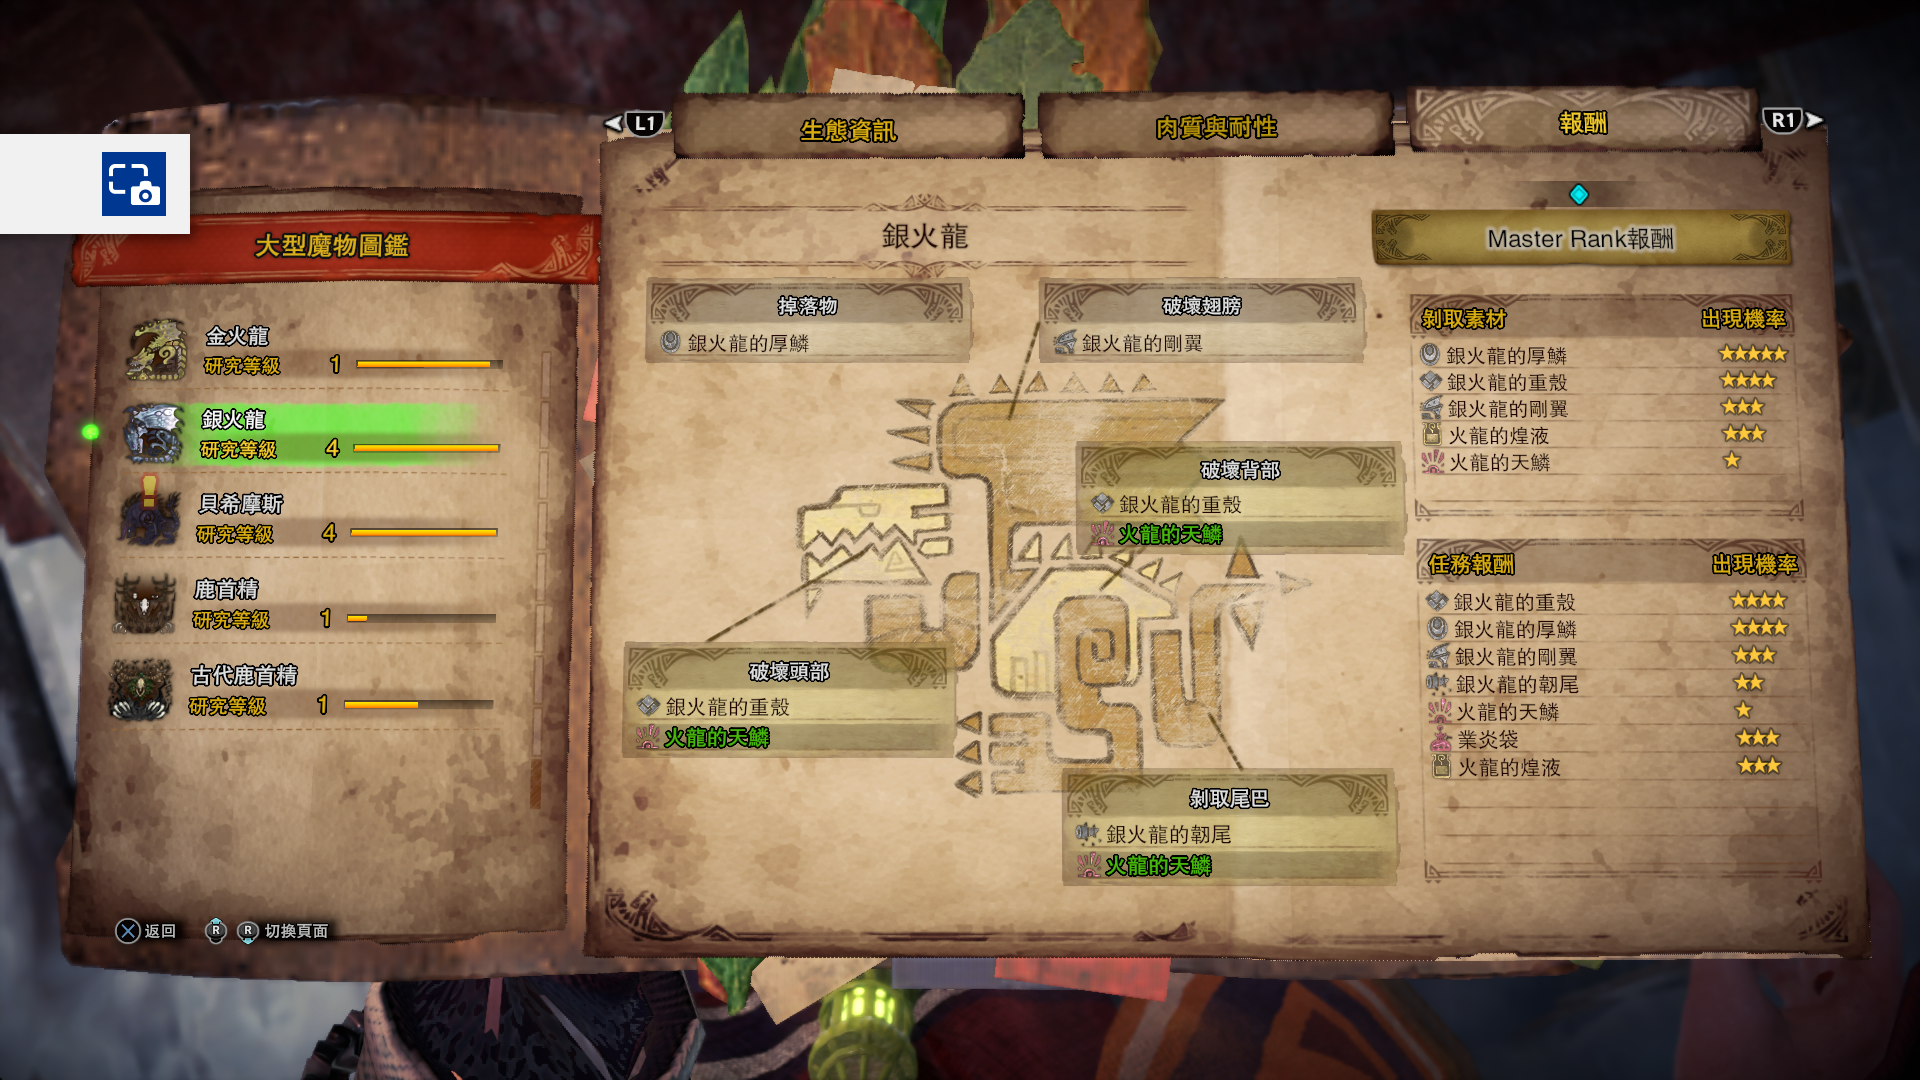 L1
生態資訊
肉質與耐性
報酬
R1
大型魔物圖鑑
金火龍
研究等級 1
銀火龍
研究等級 4
貝希摩斯
研究等級 4
鹿首精
研究等級 1
古代鹿首精
研究等級 1
返回
R
R
切換頁面
銀火龍
掉落物
銀火龍的厚鱗
破壞翅膀
銀火龍的剛翼
破壞背部
銀火龍的重殼
火龍的天鱗
破壞頭部
銀火龍的重殼
火龍的天鱗
剝取尾巴
銀火龍的韌尾
火龍的天鱗
Master Rank報酬
剝取素材 出現機率
銀火龍的厚鱗 ★★★★★
銀火龍的重殼 ★★★★
銀火龍的剛翼 ★★★
火龍的煌液 ★★★
火龍的天鱗 ★
任務報酬 出現機率
銀火龍的重殼 ★★★★
銀火龍的厚鱗 ★★★★
銀火龍的剛翼 ★★★
銀火龍的韌尾 ★★
火龍的天鱗 ★
業炎袋 ★★★
火龍的煌液 ★★★